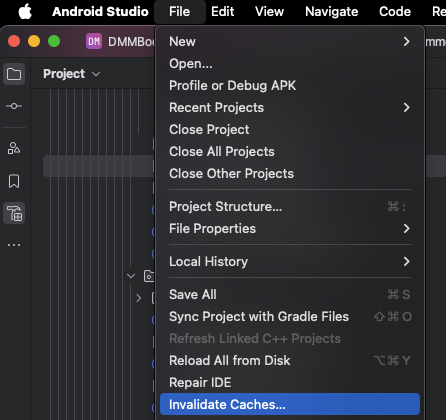 Android Studio File Edit View Navigate Code Re
DM DMMBo
Project
New
Open...
Profile or Debug APK
Recent Projects
Close Project
Close All Projects
Close Other Projects
Project Structure... ⌘ ;
File Properties
Local History
Save All ⌘ S
Sync Project with Gradle Files ⇧ ⌘ O
Refresh Linked C++ Projects
Reload All from Disk ⌥ ⌘ Y
Repair IDE
Invalidate Caches...